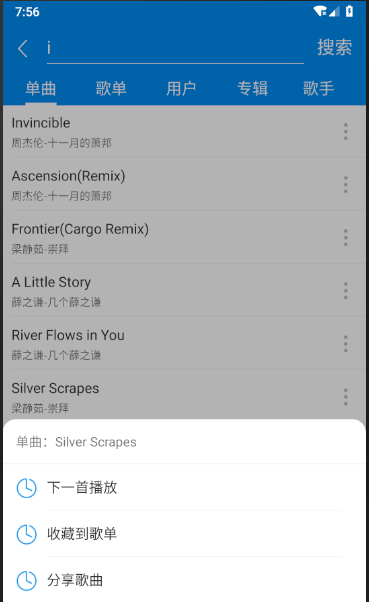 7:56
i 搜索
单曲 歌单 用户 专辑 歌手
Invincible
周杰伦-十一月的萧邦
Ascension(Remix)
周杰伦-十一月的萧邦
Frontier(Cargo Remix)
梁静茹-崇拜
A Little Story
薛之谦-几个薛之谦
River Flows in You
薛之谦-几个薛之谦
Silver Scrapes
梁静茹-崇拜
单曲：Silver Scrapes
下一首播放
收藏到歌单
分享歌曲